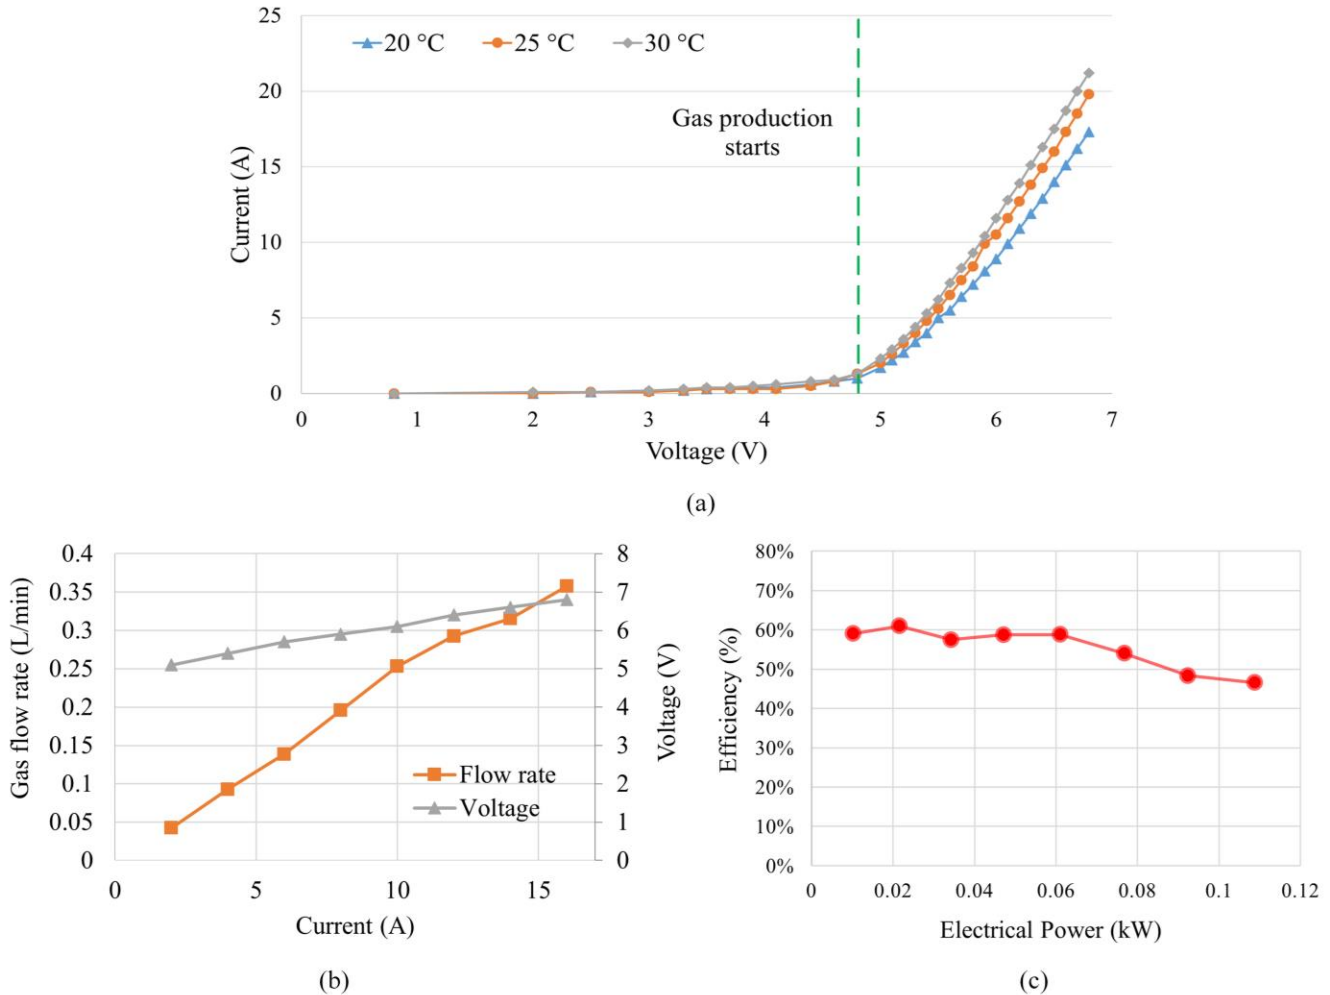 25
20 °C 25 °C 30 °C
20
Gas production
starts
15
Current (A)
10
5
0
0 1 2 3 4 5 6 7
Voltage (V)
(a)
0.4
0.35
0.3
0.25
0.2
0.15
0.1
0.05
0
Gas flow rate (L/min)
8
7
6
5
4
3
2
1
0
Voltage (V)
Flow rate
Voltage
0 5 10 15
Current (A)
(b)
80%
70%
60%
50%
40%
30%
20%
10%
0%
Efficiency (%)
0 0.02 0.04 0.06 0.08 0.1 0.12
Electrical Power (kW)
(c)